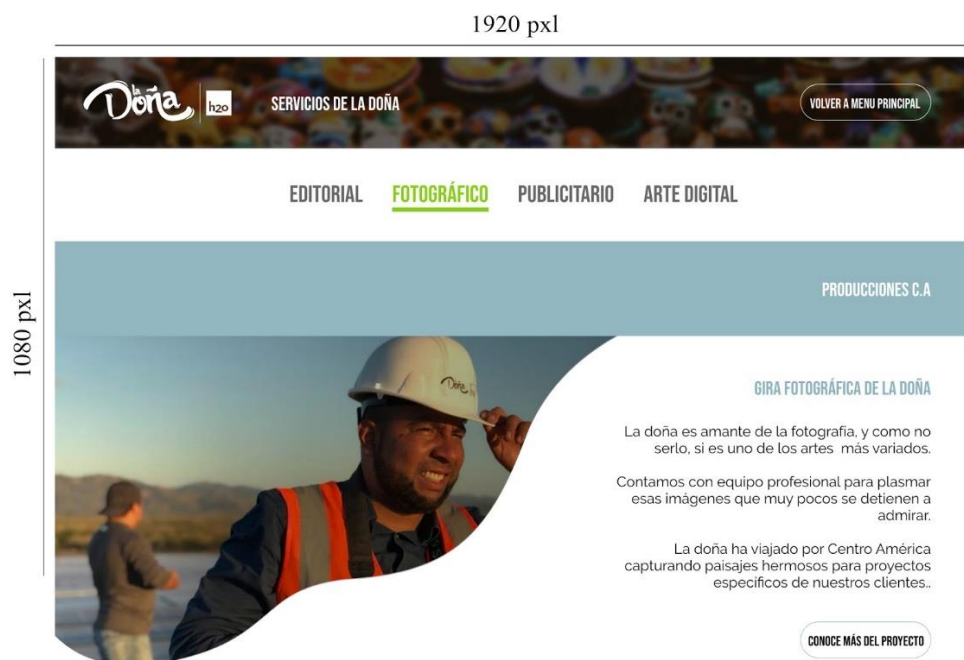 1920 pxl
1080 pxl
la Doña
h2o
SERVICIOS DE LA DOÑA
VOLVER A MENU PRINCIPAL
EDITORIAL
FOTOGRÁFICO
PUBLICITARIO
ARTE DIGITAL
PRODUCCIONES C.A
Doña
GIRA FOTOGRÁFICA DE LA DOÑA
La doña es amante de la fotografía, y como no
serlo, si es uno de los artes más variados.
Contamos con equipo profesional para plasmar
esas imágenes que muy pocos se detienen a
admirar.
La doña ha viajado por Centro América
capturando paisajes hermosos para proyectos
específicos de nuestros clientes..
CONOCE MÁS DEL PROYECTO